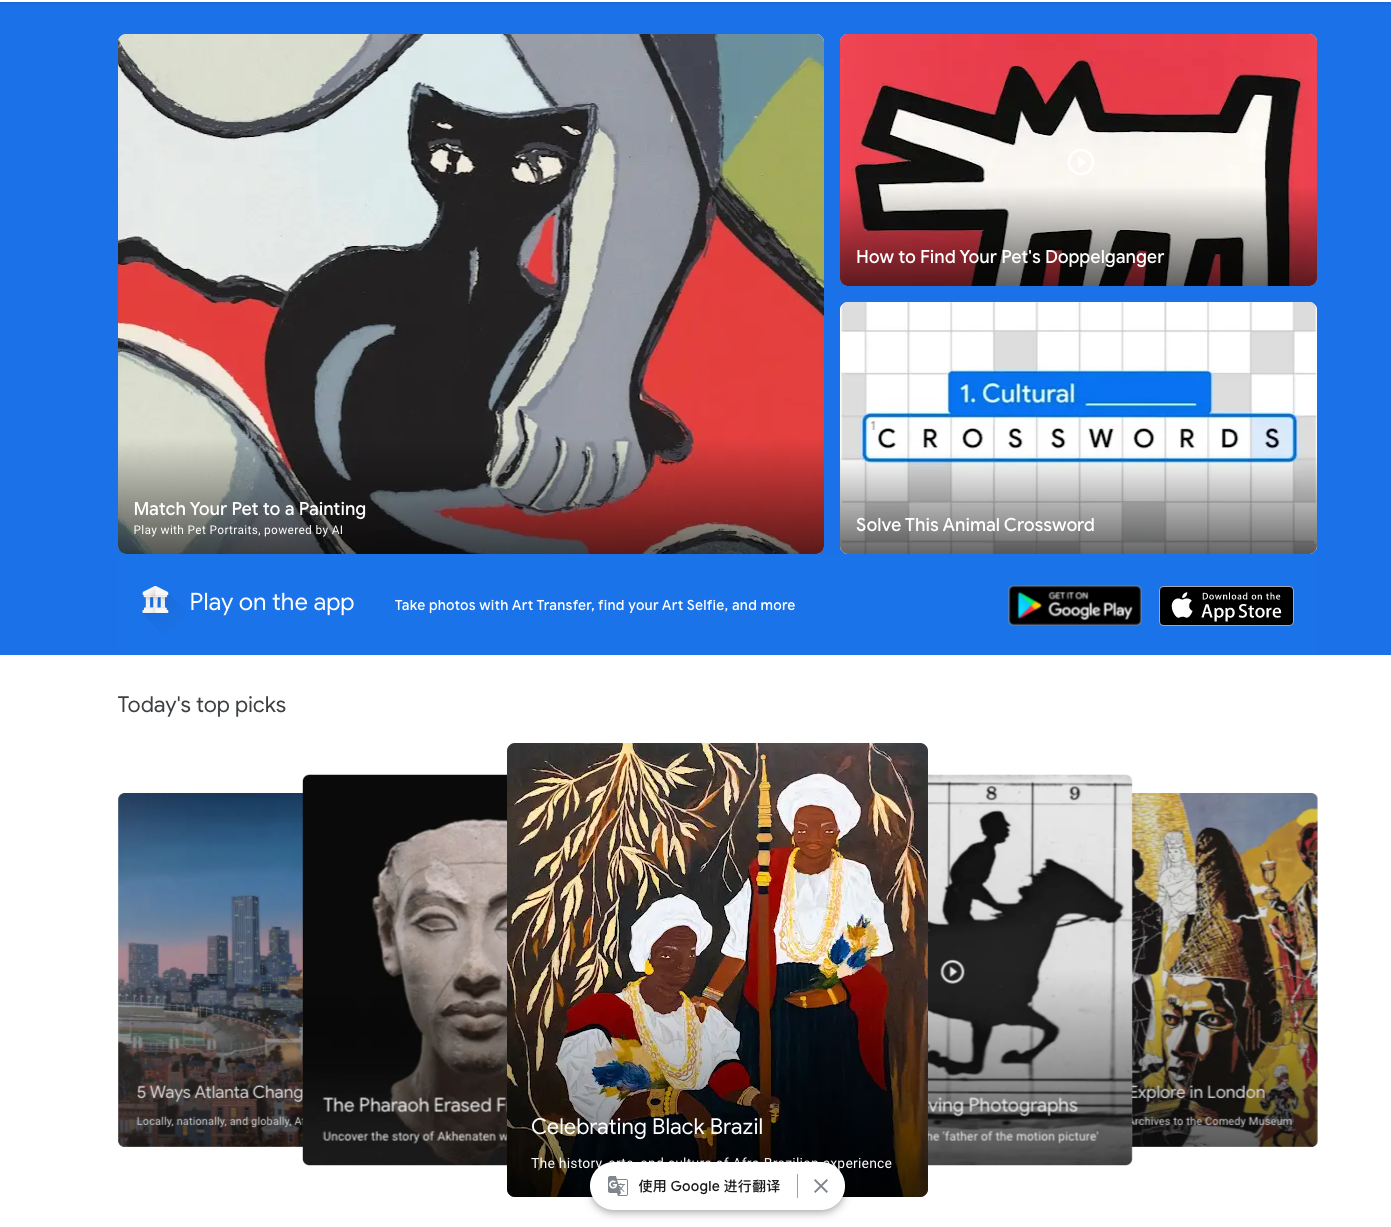 How to Find Your Pet's Doppelganger
1. Cultural
1
C R O S S W O R D S
Match Your Pet to a Painting
Play with Pet Portraits, powered by AI
Solve This Animal Crossword
Play on the app
Take photos with Art Transfer, find your Art Selfie, and more
GET IT ON
Google Play
Download on the
App Store
Today's top picks
8 9
5 Ways Atlanta Chang
Locally, nationally, and globally, At
The Pharaoh Erased F
Uncover the story of Akhenaten w
Celebrating Black Brazil
The history, arts, and culture of Afro-Brazilian experience
ving Photographs
he 'father of the motion picture'
Explore in London
Archives to the Comedy Museum
使用 Google 进行翻译